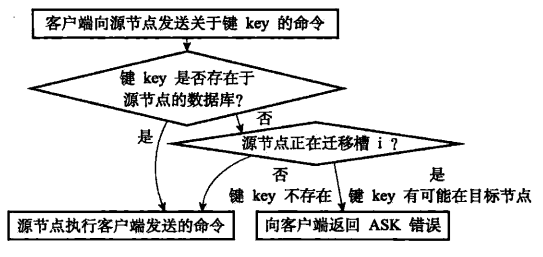 客户端向源节点发送关于键 key 的命令
键 key 是否存在于
源节点的数据库?
否
是
源节点正在迁移槽 i ?
否
是
键 key 不存在
键 key 有可能在目标节点
源节点执行客户端发送的命令
向客户端返回 ASK 错误